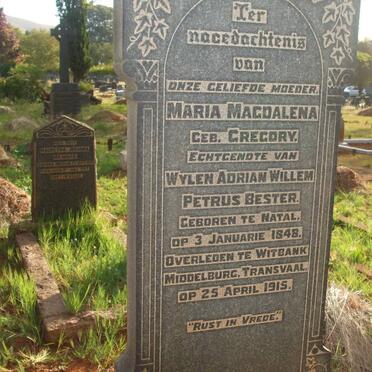 Ter
nagedachtenis
van
ONZE GELIEFDE MOEDER.
MARIA MAGDALENA
GEB. GREGORY.
ECHTGENOTE VAN
WYLEN ADRIAN WILLEM
PETRUS BESTER.
GEBOREN TE NATAL.
OP 3 JANUARIE 1848.
OVERLEDEN TE WITBANK
MIDDELBURG, TRANSVAAL.
OP 25 APRIL 1915.
"RUST IN VREDE."